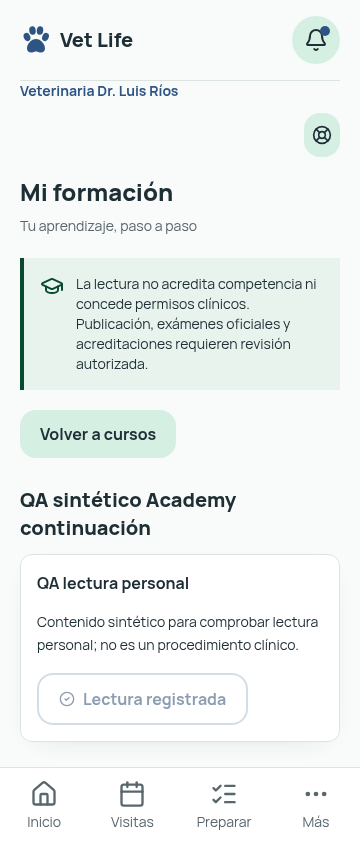 Vet Life
Veterinaria Dr. Luis Ríos
Mi formación
Tu aprendizaje, paso a paso
La lectura no acredita competencia ni
concede permisos clínicos.
Publicación, exámenes oficiales y
acreditaciones requieren revisión
autorizada.
Volver a cursos
QA sintético Academy
continuación
QA lectura personal
Contenido sintético para comprobar lectura
personal; no es un procedimiento clínico.
Lectura registrada
Inicio
Visitas
Preparar
Más